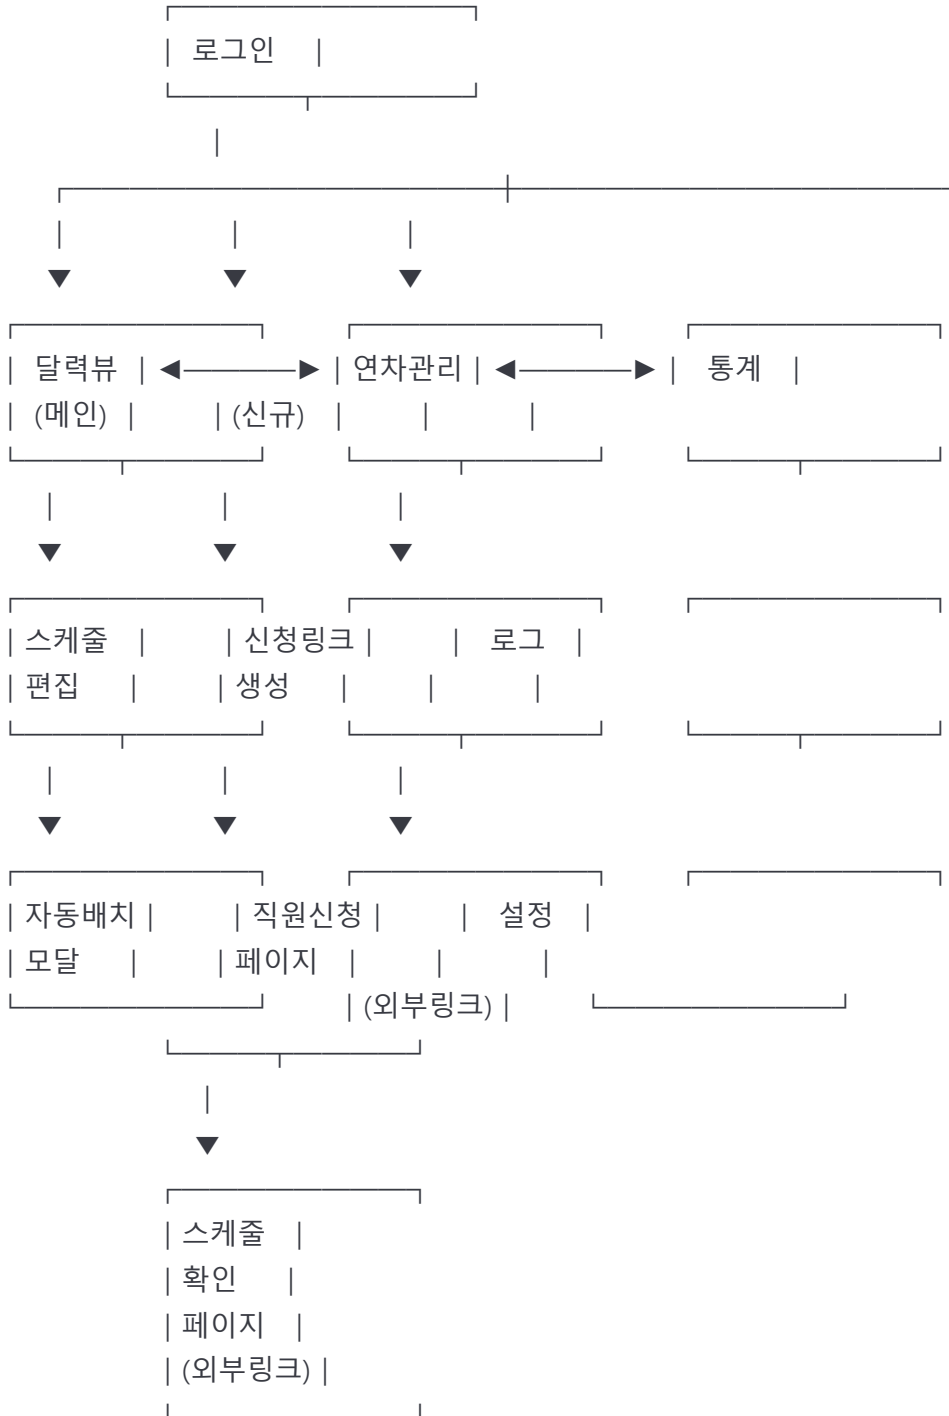 로그인
달력뷰 ◀────▶ 연차관리 ◀────▶ 통계
(메인) (신규)
스케줄 신청링크 로그
편집 생성
자동배치 직원신청 설정
모달 페이지
(외부링크)
스케줄
확인
페이지
(외부링크)